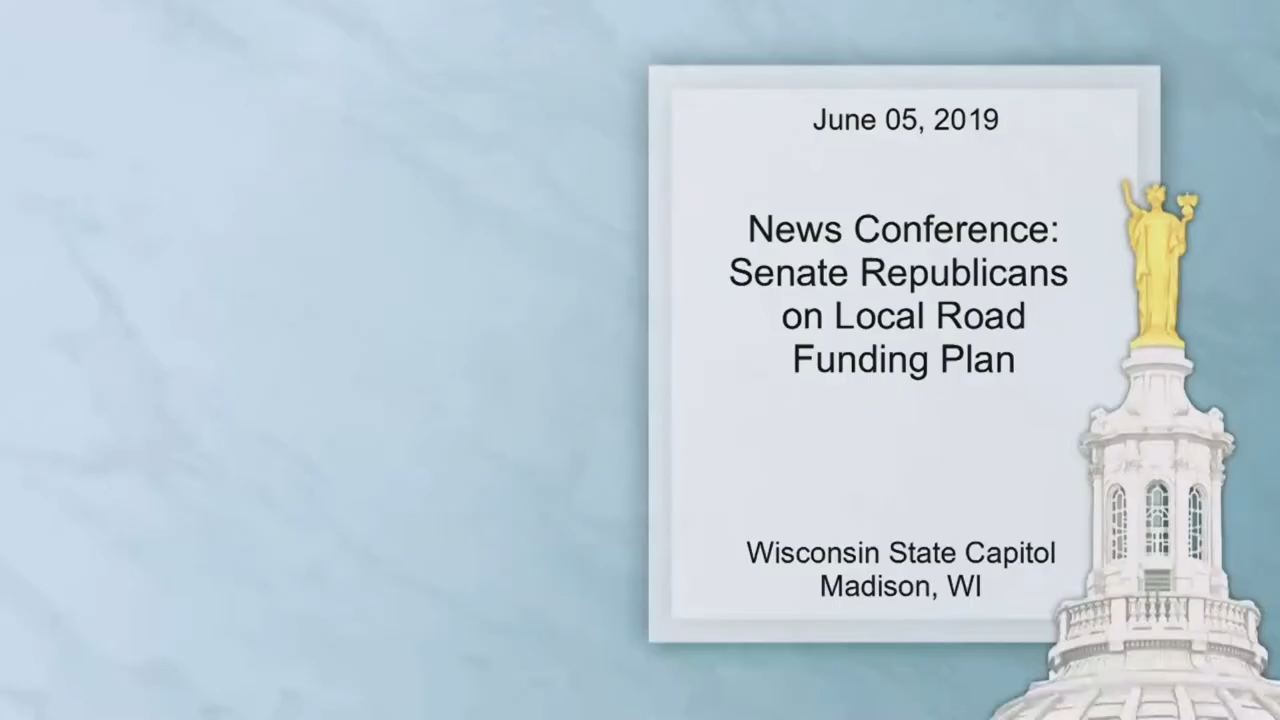 June 05, 2019
News Conference:
Senate Republicans
on Local Road
Funding Plan
Wisconsin State Capitol
Madison, WI